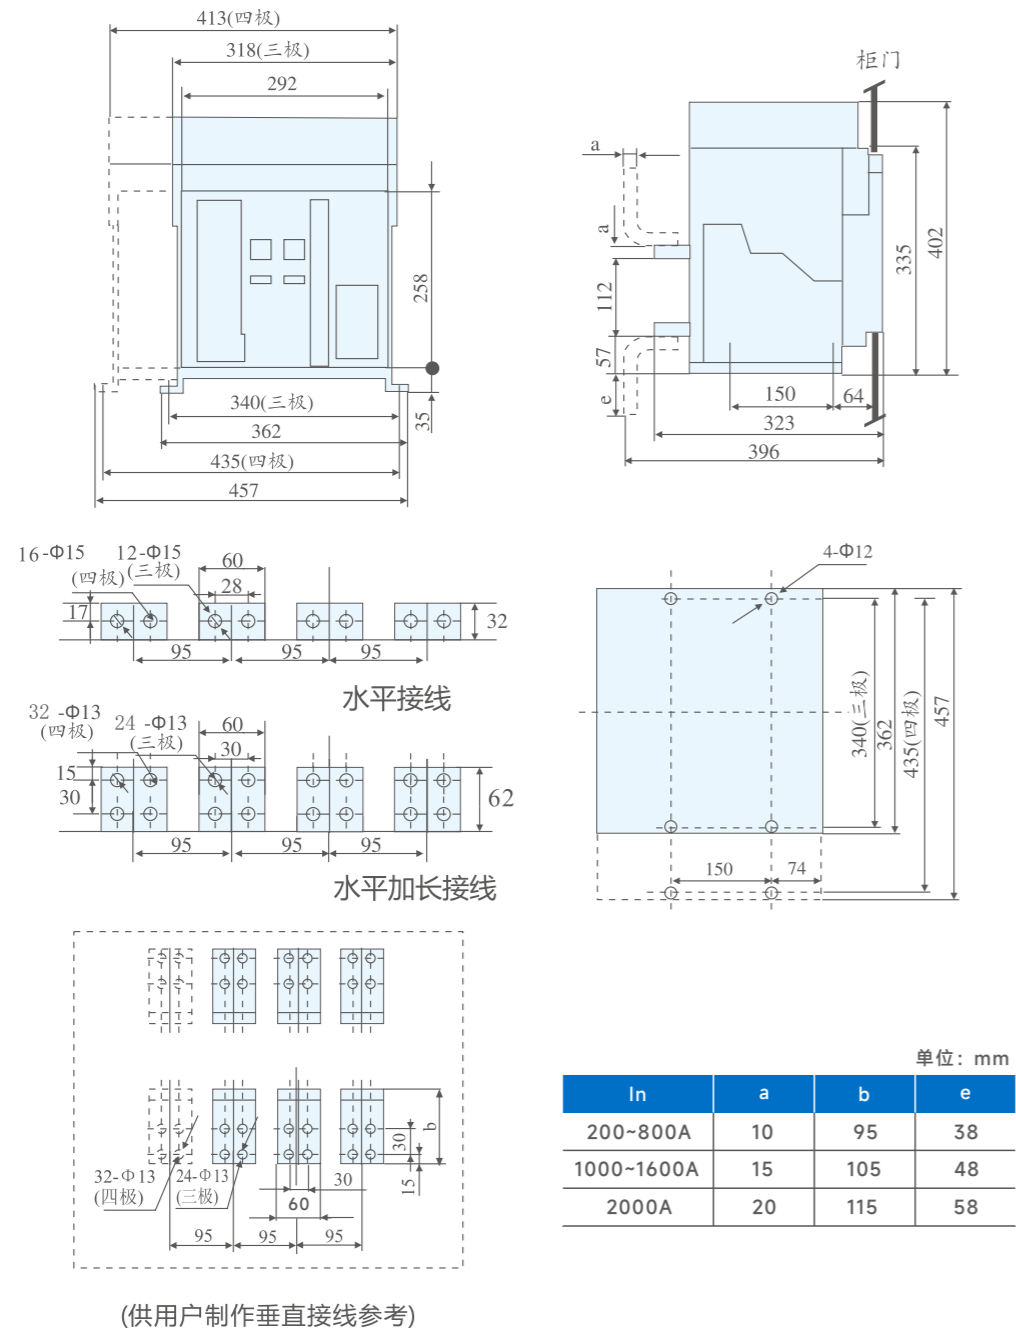 413(四极)
318(三极)
292
258
35
340(三极)
362
435(四极)
457
柜门
a
a
112
57
e
335
402
150
64
323
396
16-Φ15
(四极)
12-Φ15
(三极)
60
28
17
32
95
95
95
水平接线
32 -Φ13
(四极)
24 -Φ13
(三极)
60
30
15
30
62
95
95
95
水平加长接线
4-Φ12
340(三极)
362
435(四极)
457
150
74
32-Φ13
(四极)
24-Φ13
(三极)
b
30
15
30
60
95
95
95
(供用户制作垂直接线参考)
单位：mm
In a b e
200~800A 10 95 38
1000~1600A 15 105 48
2000A 20 115 58